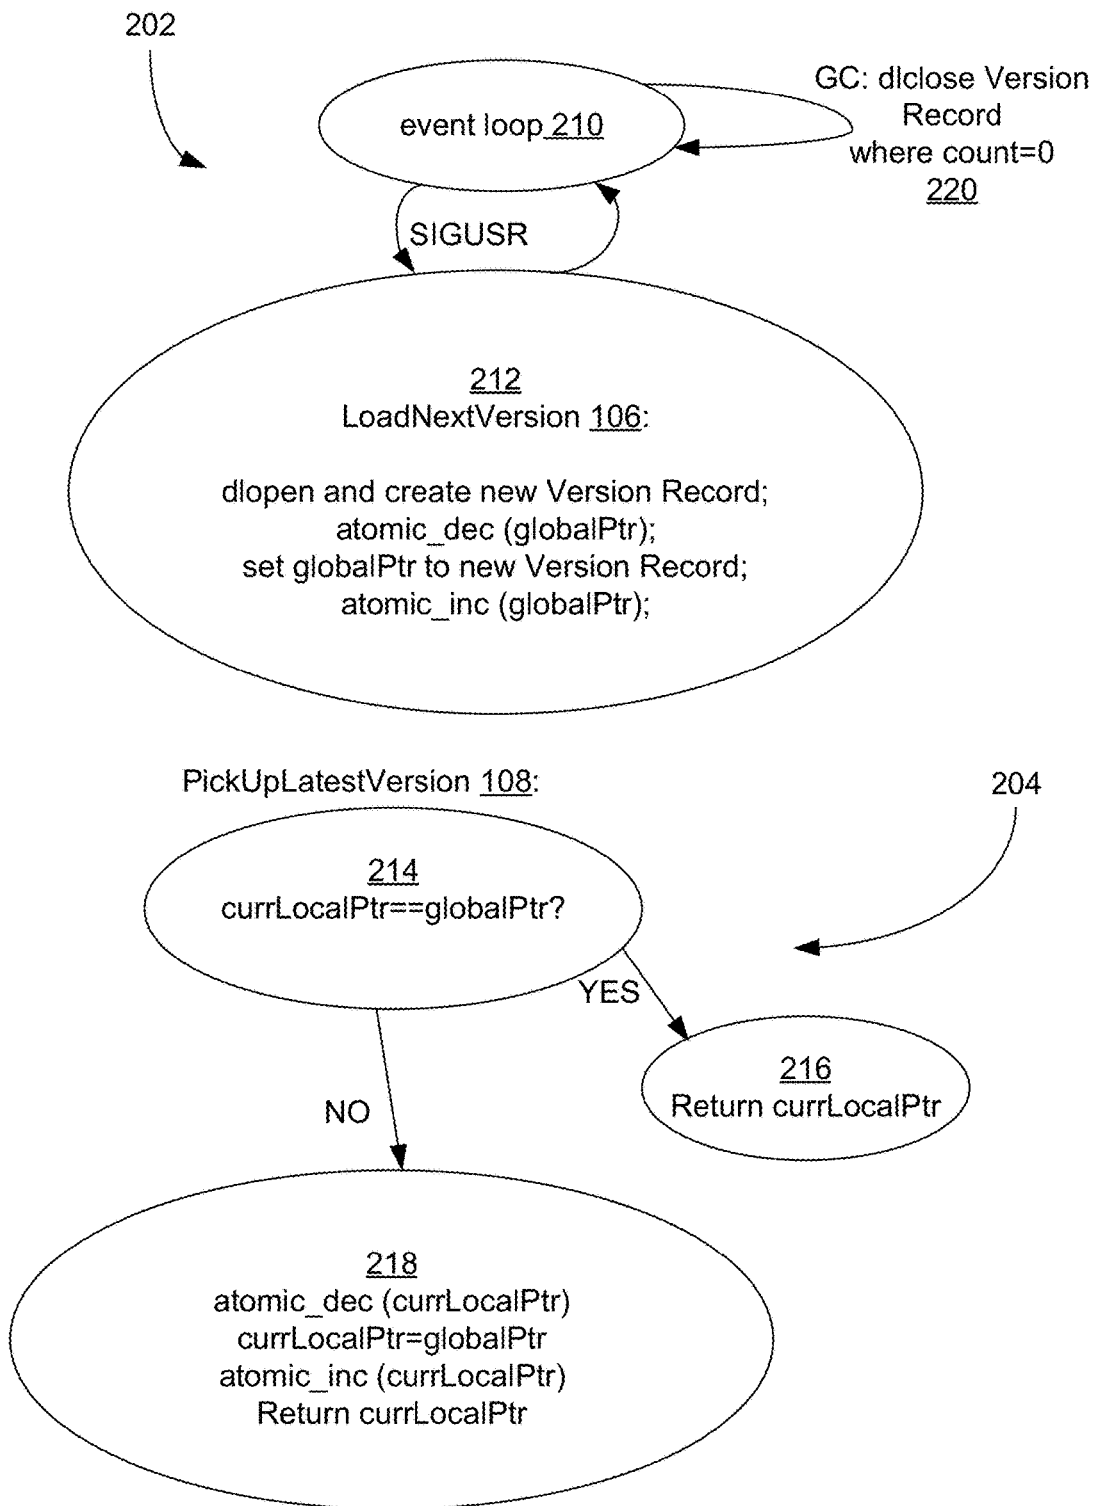 202
event loop 210
GC: dlclose Version
Record
where count=0
220
SIGUSR
212
LoadNextVersion 106:
dlopen and create new Version Record;
atomic_dec (globalPtr);
set globalPtr to new Version Record;
atomic_inc (globalPtr);
PickUpLatestVersion 108:
204
214
currLocalPtr==globalPtr?
YES
216
Return currLocalPtr
NO
218
atomic_dec (currLocalPtr)
currLocalPtr=globalPtr
atomic_inc (currLocalPtr)
Return currLocalPtr